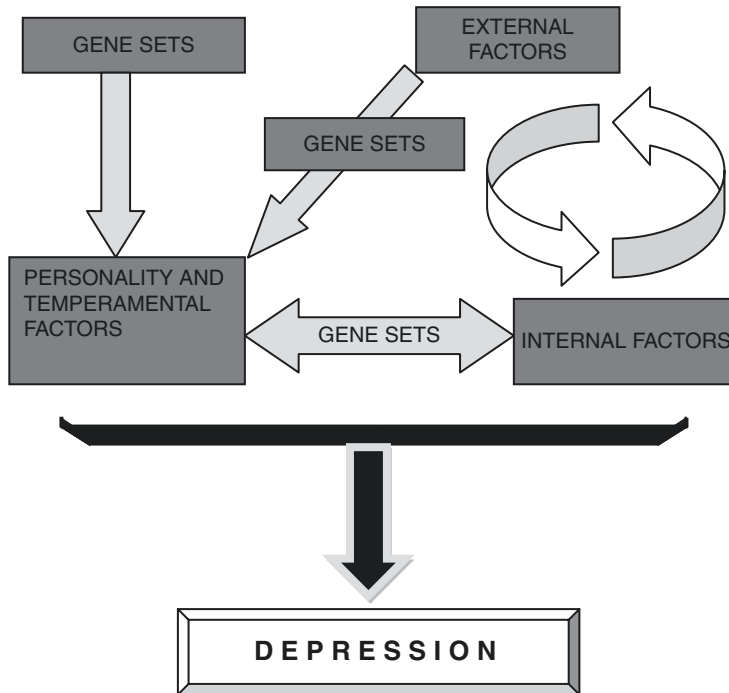 GENE SETS
EXTERNAL
FACTORS
GENE SETS
PERSONALITY AND
TEMPERAMENTAL
FACTORS
GENE SETS
INTERNAL FACTORS
DEPRESSION